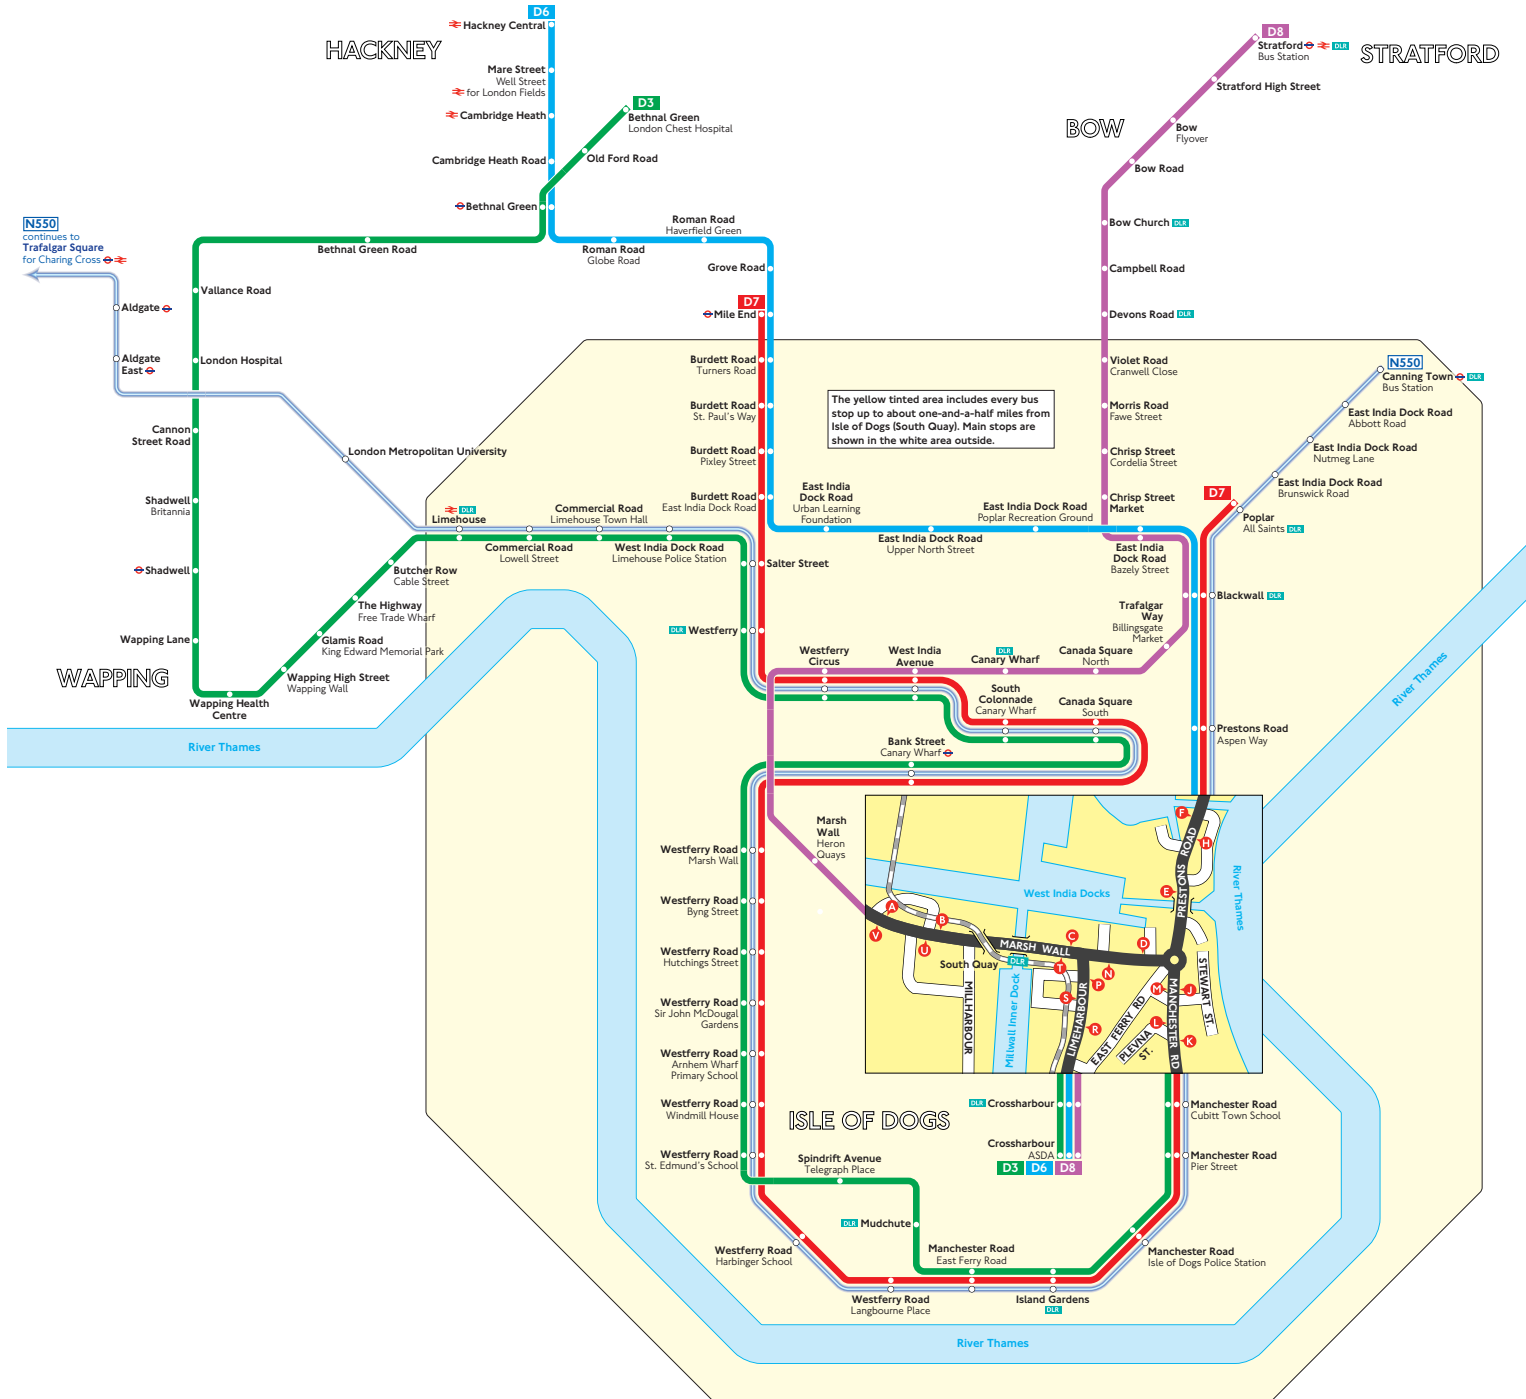 D6
Hackney Central
HACKNEY
Mare Street
Well Street
for London Fields
Cambridge Heath
Cambridge Heath Road
Bethnal Green
D3
Bethnal Green
London Chest Hospital
Old Ford Road
D8
Stratford DLR
Bus Station
STRATFORD
Stratford High Street
BOW
Bow
Flyover
Bow Road
Bow Church DLR
Campbell Road
Devons Road DLR
Violet Road
Cranwell Close
Morris Road
Fawe Street
Chrisp Street
Cordelia Street
Chrisp Street
Market
N550
continues to
Trafalgar Square
for Charing Cross
Aldgate
Aldgate
East
Bethnal Green Road
Vallance Road
London Hospital
Cannon
Street Road
Shadwell
Britannia
Shadwell
Wapping Lane
WAPPING
Wapping Health
Centre
Wapping High Street
Wapping Wall
Glamis Road
King Edward Memorial Park
The Highway
Free Trade Wharf
Butcher Row
Cable Street
London Metropolitan University
DLR
Limehouse
Commercial Road
Limehouse Town Hall
Commercial Road
Lowell Street
West India Dock Road
Limehouse Police Station
Roman Road
Globe Road
Roman Road
Haverfield Green
Grove Road
D7
Mile End
Burdett Road
Turners Road
Burdett Road
St. Paul's Way
Burdett Road
Pixley Street
Burdett Road
East India Dock Road
The yellow tinted area includes every bus
stop up to about one-and-a-half miles from
Isle of Dogs (South Quay). Main stops are
shown in the white area outside.
East India
Dock Road
Urban Learning
Foundation
East India Dock Road
Upper North Street
East India Dock Road
Poplar Recreation Ground
East India
Dock Road
Bazely Street
N550
Canning Town DLR
Bus Station
East India Dock Road
Abbott Road
East India Dock Road
Nutmeg Lane
East India Dock Road
Brunswick Road
D7
Poplar
All Saints DLR
Blackwall DLR
Trafalgar
Way
Billingsgate
Market
Prestons Road
Aspen Way
Salter Street
DLR Westferry
Westferry
Circus
West India
Avenue
DLR
Canary Wharf
Canada Square
North
South
Colonnade
Canary Wharf
Canada Square
South
Bank Street
Canary Wharf
Marsh
Wall
Heron
Quays
River Thames
River Thames
Westferry Road
Marsh Wall
Westferry Road
Byng Street
Westferry Road
Hutchings Street
Westferry Road
Sir John McDougal
Gardens
Westferry Road
Arnhem Wharf
Primary School
Westferry Road
Windmill House
Westferry Road
St. Edmund's School
F
H
PRESTONS ROAD
E
West India Docks
River Thames
A
B
V
U
C
D
MARSH WALL
South Quay DLR
T
N
P
S
R
M
J
L
K
MILLHARBOUR
Millwall Inner Dock
LIMEHARBOUR
EAST FERRY RD
PLEVNA
ST.
MANCHESTER RD
STEWART ST.
DLR Crossharbour
Crossharbour
ASDA
D3 D6 D8
ISLE OF DOGS
Manchester Road
Cubitt Town School
Manchester Road
Pier Street
Spindrift Avenue
Telegraph Place
DLR Mudchute
Manchester Road
East Ferry Road
Manchester Road
Isle of Dogs Police Station
Westferry Road
Harbinger School
Westferry Road
Langbourne Place
Island Gardens
DLR
River Thames